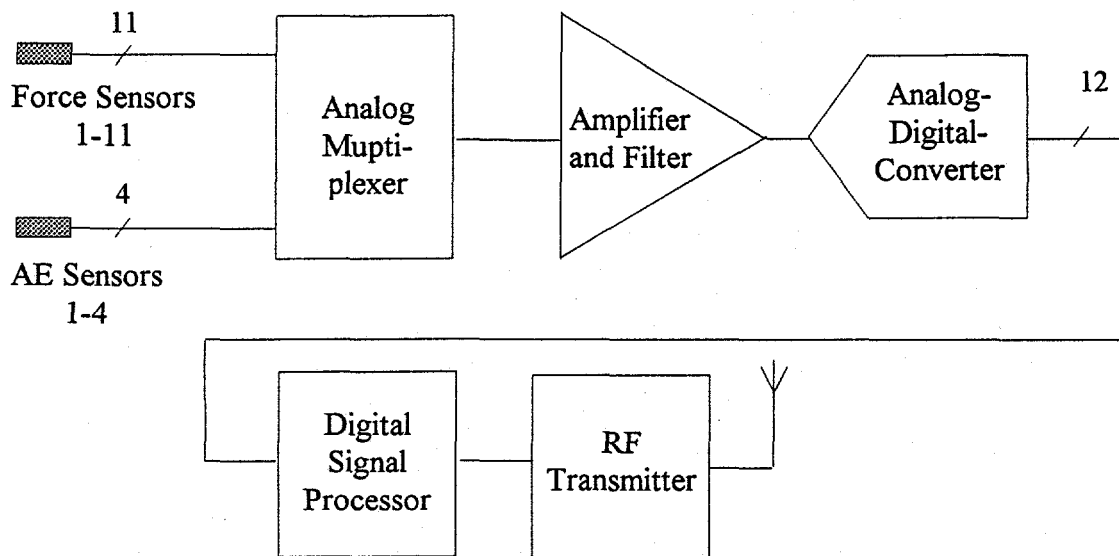 11
Force Sensors
1-11
4
AE Sensors
1-4
Analog
Mupti-
plexer
Amplifier
and Filter
Analog-
Digital-
Converter
12
Digital
Signal
Processor
RF
Transmitter